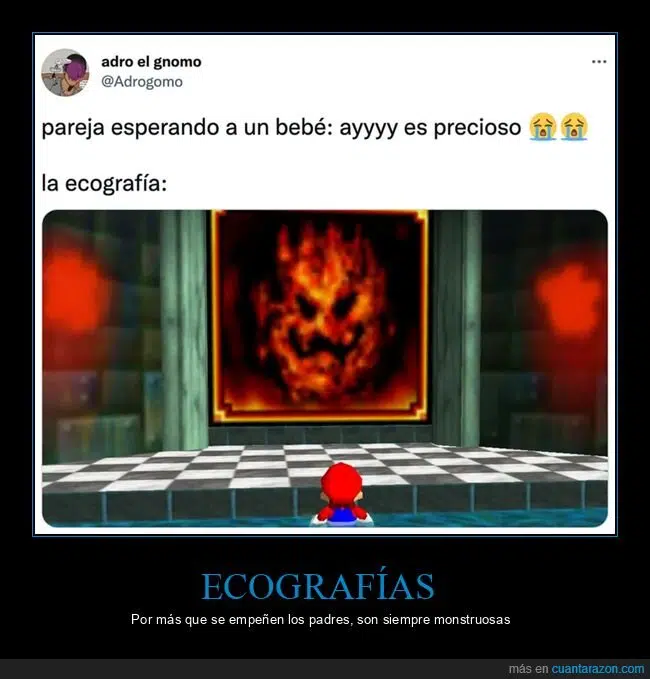 adro el gnomo
@Adrogomo
pareja esperando a un bebé: ayyyy es precioso 😭😭
la ecografía:
ECOGRAFÍAS
Por más que se empeñen los padres, son siempre monstruosas
más en cuantarazon.com